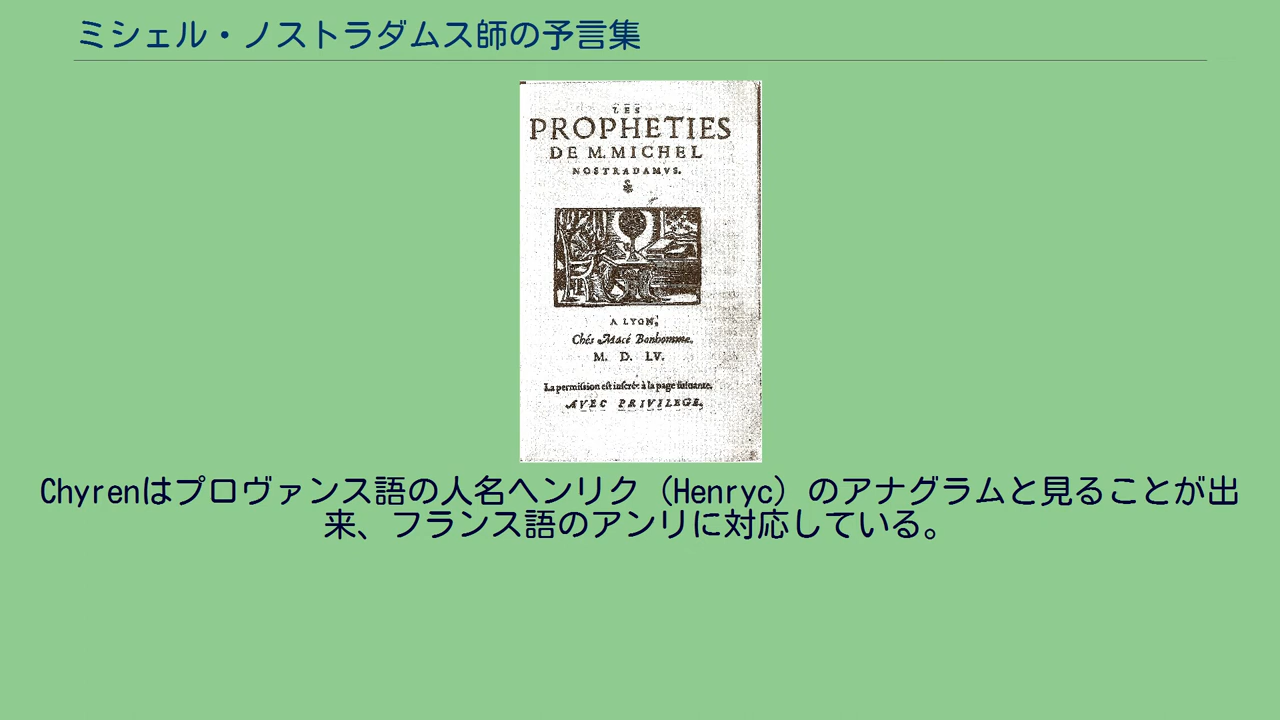 ミシェル・ノストラダムス師の予言集
LES
PROPHETIES
DE M. MICHEL
NOSTRADAMVS.
A LYON,
Chés Macé Bonhomme.
M. D. LV.
La permißion est inserée à la page suiuante.
AVEC PRIVILEGE.
Chyrenはプロヴァンス語の人名ヘンリク（Henryc）のアナグラムと見ることが出
来、フランス語のアンリに対応している。